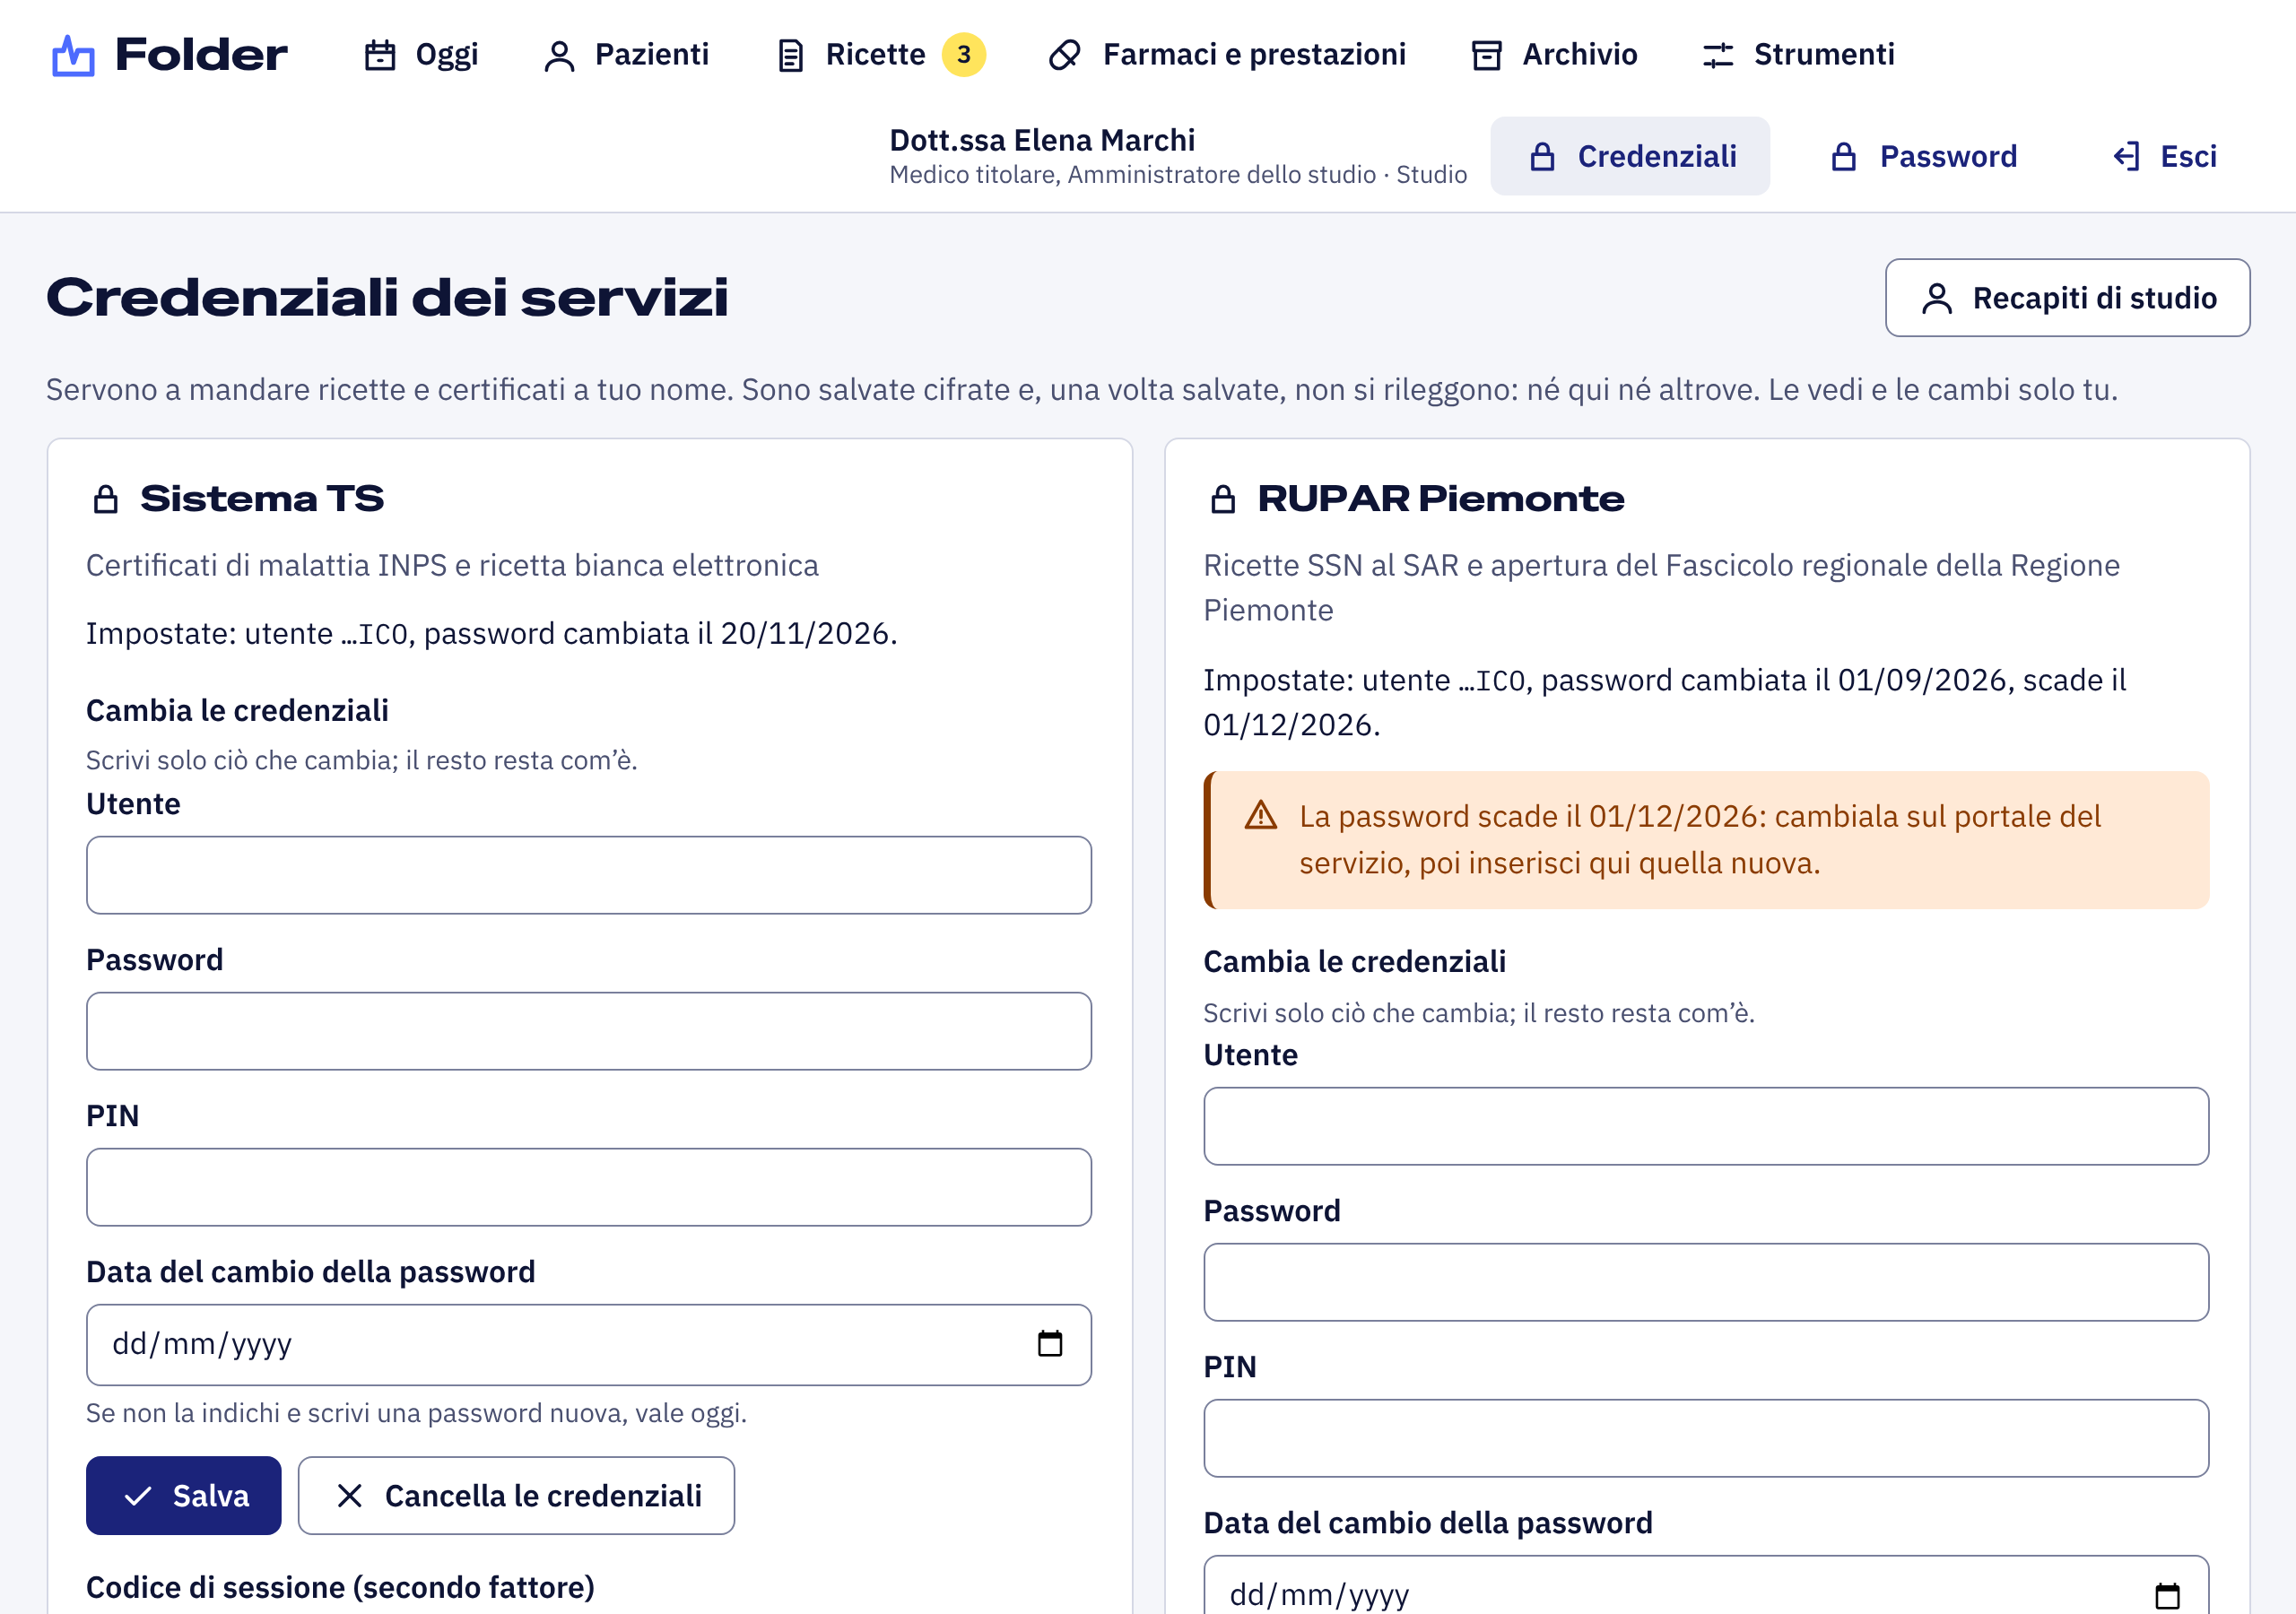 Folder
Oggi
Pazienti
Ricette 3
Farmaci e prestazioni
Archivio
Strumenti
Dott.ssa Elena Marchi
Medico titolare, Amministratore dello studio · Studio
Credenziali
Password
Esci
Credenziali dei servizi
Recapiti di studio
Servono a mandare ricette e certificati a tuo nome. Sono salvate cifrate e, una volta salvate, non si rileggono: né qui né altrove. Le vedi e le cambi solo tu.
Sistema TS
Certificati di malattia INPS e ricetta bianca elettronica
Impostate: utente …ICO, password cambiata il 20/11/2026.
Cambia le credenziali
Scrivi solo ciò che cambia; il resto resta com’è.
Utente
Password
PIN
Data del cambio della password
dd/mm/yyyy
Se non la indichi e scrivi una password nuova, vale oggi.
Salva
Cancella le credenziali
Codice di sessione (secondo fattore)
RUPAR Piemonte
Ricette SSN al SAR e apertura del Fascicolo regionale della Regione
Piemonte
Impostate: utente …ICO, password cambiata il 01/09/2026, scade il
01/12/2026.
La password scade il 01/12/2026: cambiala sul portale del
servizio, poi inserisci qui quella nuova.
Cambia le credenziali
Scrivi solo ciò che cambia; il resto resta com’è.
Utente
Password
PIN
Data del cambio della password
dd/mm/yyyy